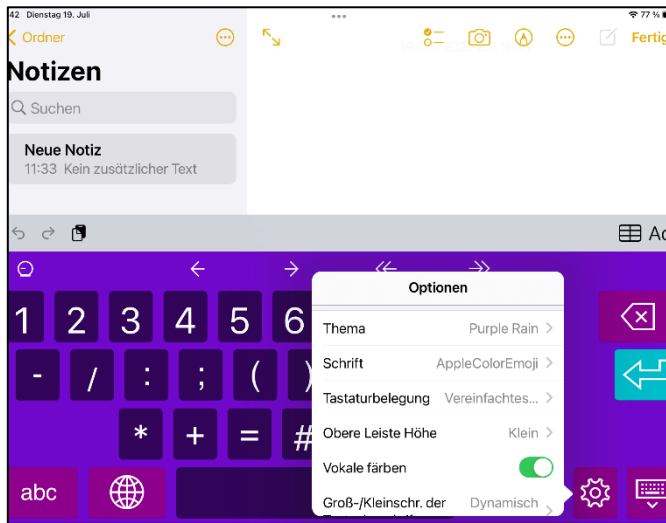 42 Dienstag 19. Juli
77 %
Ordner
Fertig
Notizen
Suchen
Neue Notiz
11:33 Kein zusätzlicher Text
Optionen
1 2 3 4 5 6
Thema Purple Rain
- / : ; ( )
Schrift AppleColorEmoji
Tastaturbelegung Vereinfachtes...
* + = #
Obere Leiste Höhe Klein
Vokale färben
abc
Groß-/Kleinschr. der Dynamisch